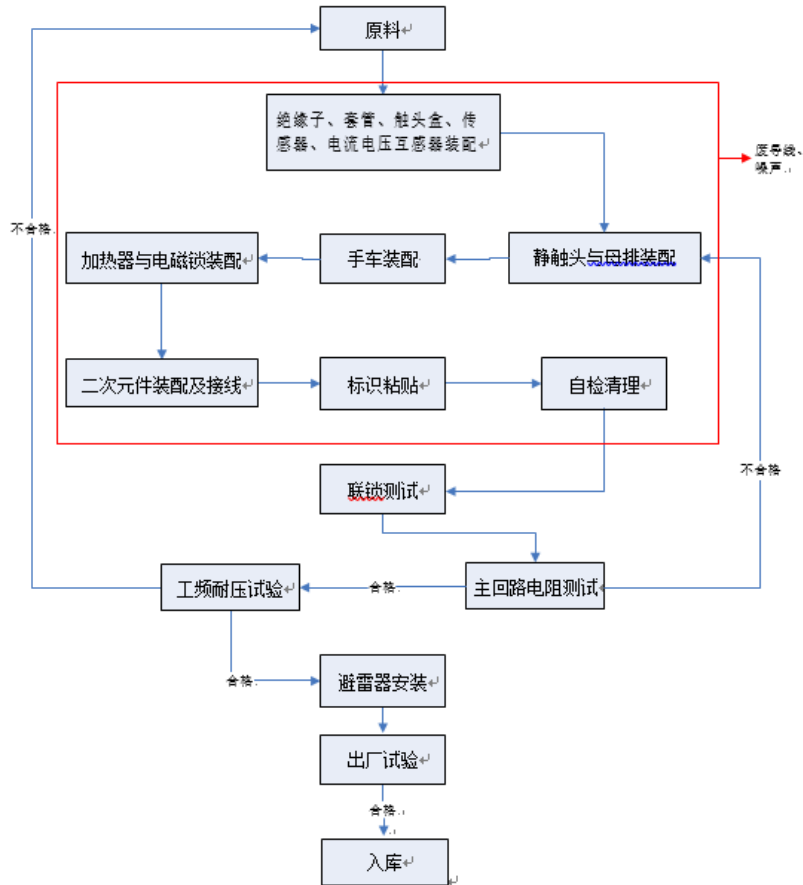 原料
绝缘子、套管、触头盒、传
感器、电流电压互感器装配
废导线、
噪声
不合格
加热器与电磁锁装配
手车装配
静触头与母排装配
二次元件装配及接线
标识粘贴
自检清理
不合格
联锁测试
工频耐压试验
合格
主回路电阻测试
合格
避雷器安装
出厂试验
合格
入库